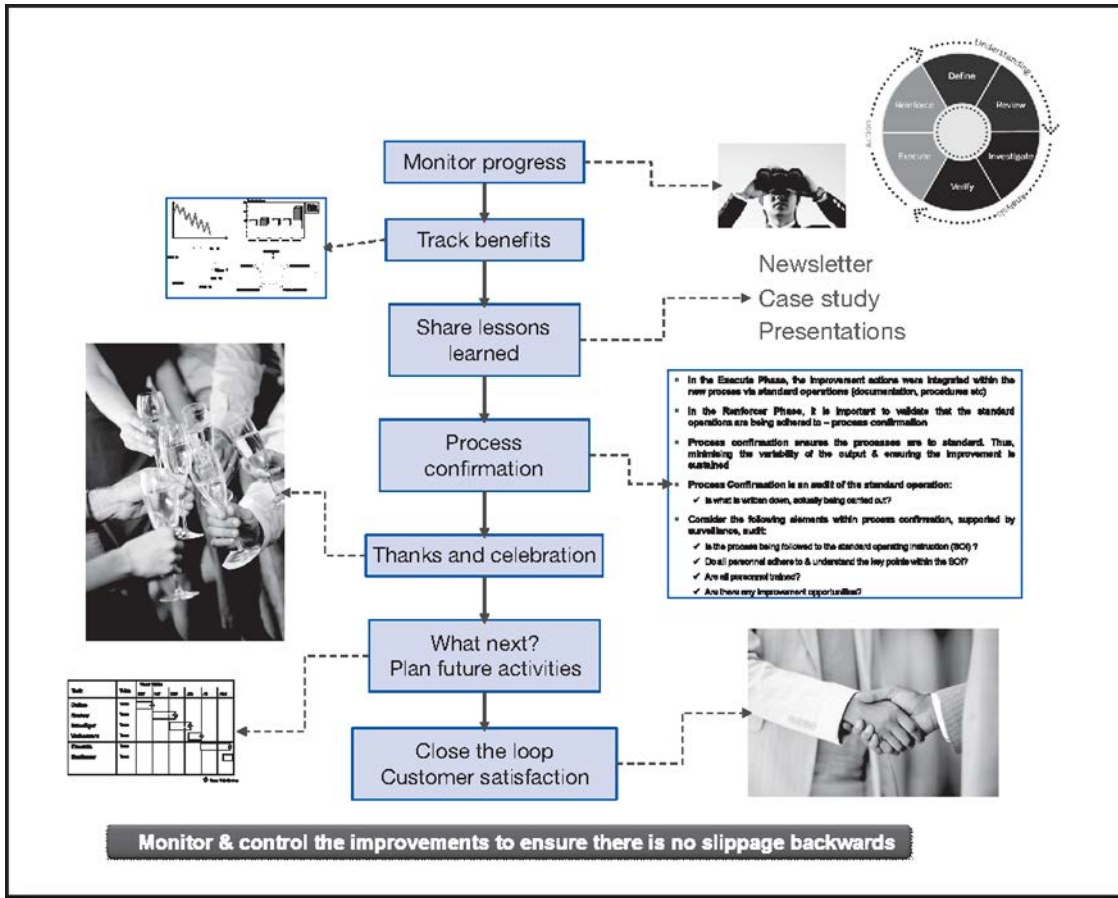 Understanding
Define
Review
Investigate
Verify
Execute
Reinforce
Action
Analysis
Monitor progress
Track benefits
Share lessons
learned
Newsletter
Case study
Presentations
Process
confirmation
In the Execute Phase, the improvement actions were integrated within the
new process via standard operations (documentation, procedures etc)
In the Reinforcer Phase, it is important to validate that the standard
operations are being adhered to – process confirmation
Process confirmation ensures the processes are to standard. Thus,
minimising the variability of the output & ensuring the improvement is
sustained
Process Confirmation is an audit of the standard operation:
✓ Is what is written down, actually being carried out?
Consider the following elements within process confirmation, supported by
surveillance, audit:
✓ Is the process being followed to the standard operating instruction (SOI) ?
✓ Do all personnel adhere to & understand the key points within the SOI?
✓ Are all personnel trained?
✓ Are there any improvement opportunities?
Thanks and celebration
What next?
Plan future activities
Task
Define
Review
Close the loop
Customer satisfaction
Monitor & control the improvements to ensure there is no slippage backwards